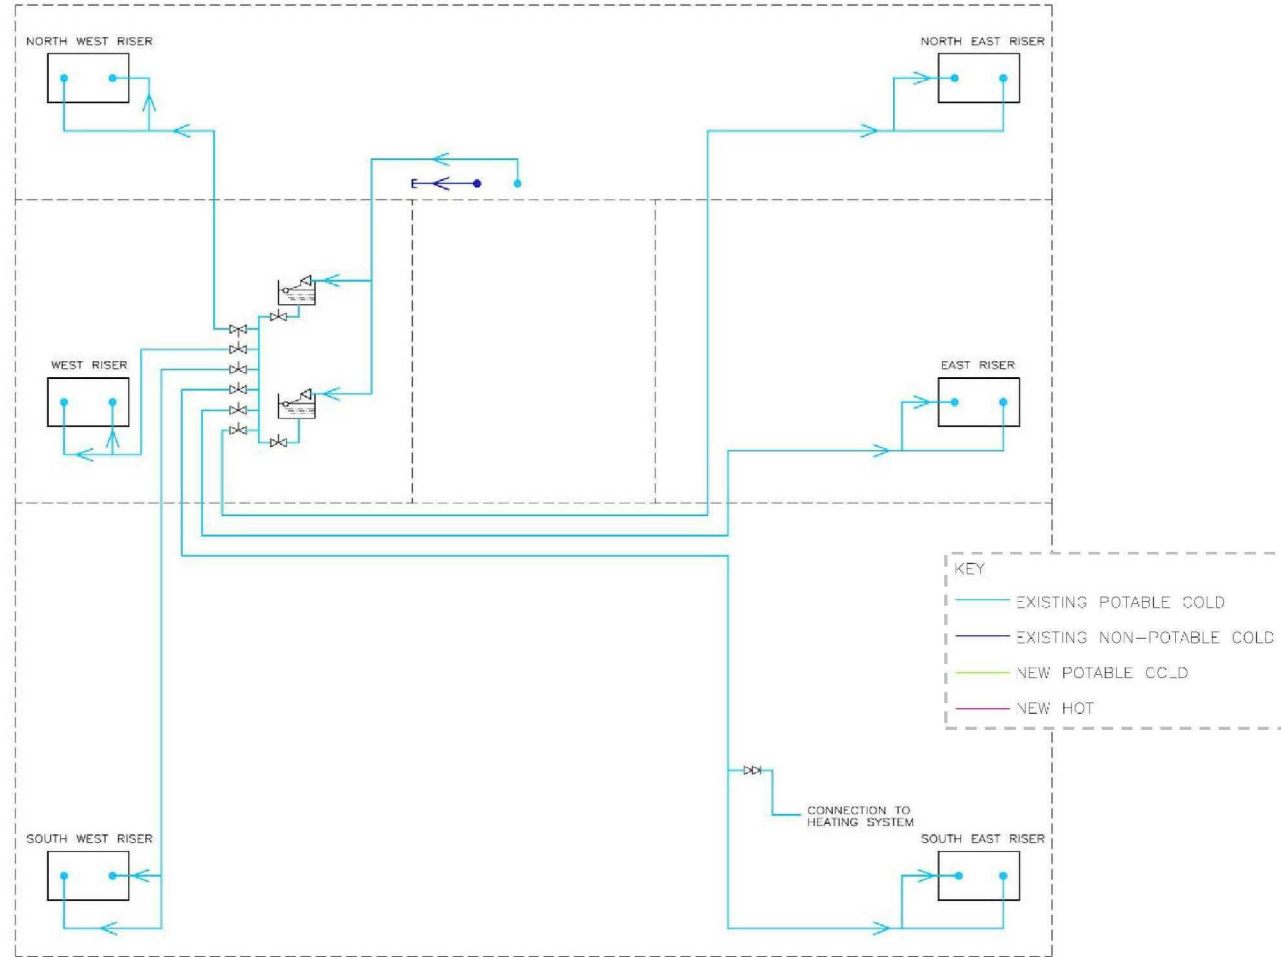 NORTH WEST RISER
NORTH EAST RISER
WEST RISER
EAST RISER
KEY
EXISTING POTABLE COLD
EXISTING NON-POTABLE COLD
NEW POTABLE COLD
NEW HOT
CONNECTION TO
HEATING SYSTEM
SOUTH WEST RISER
SOUTH EAST RISER